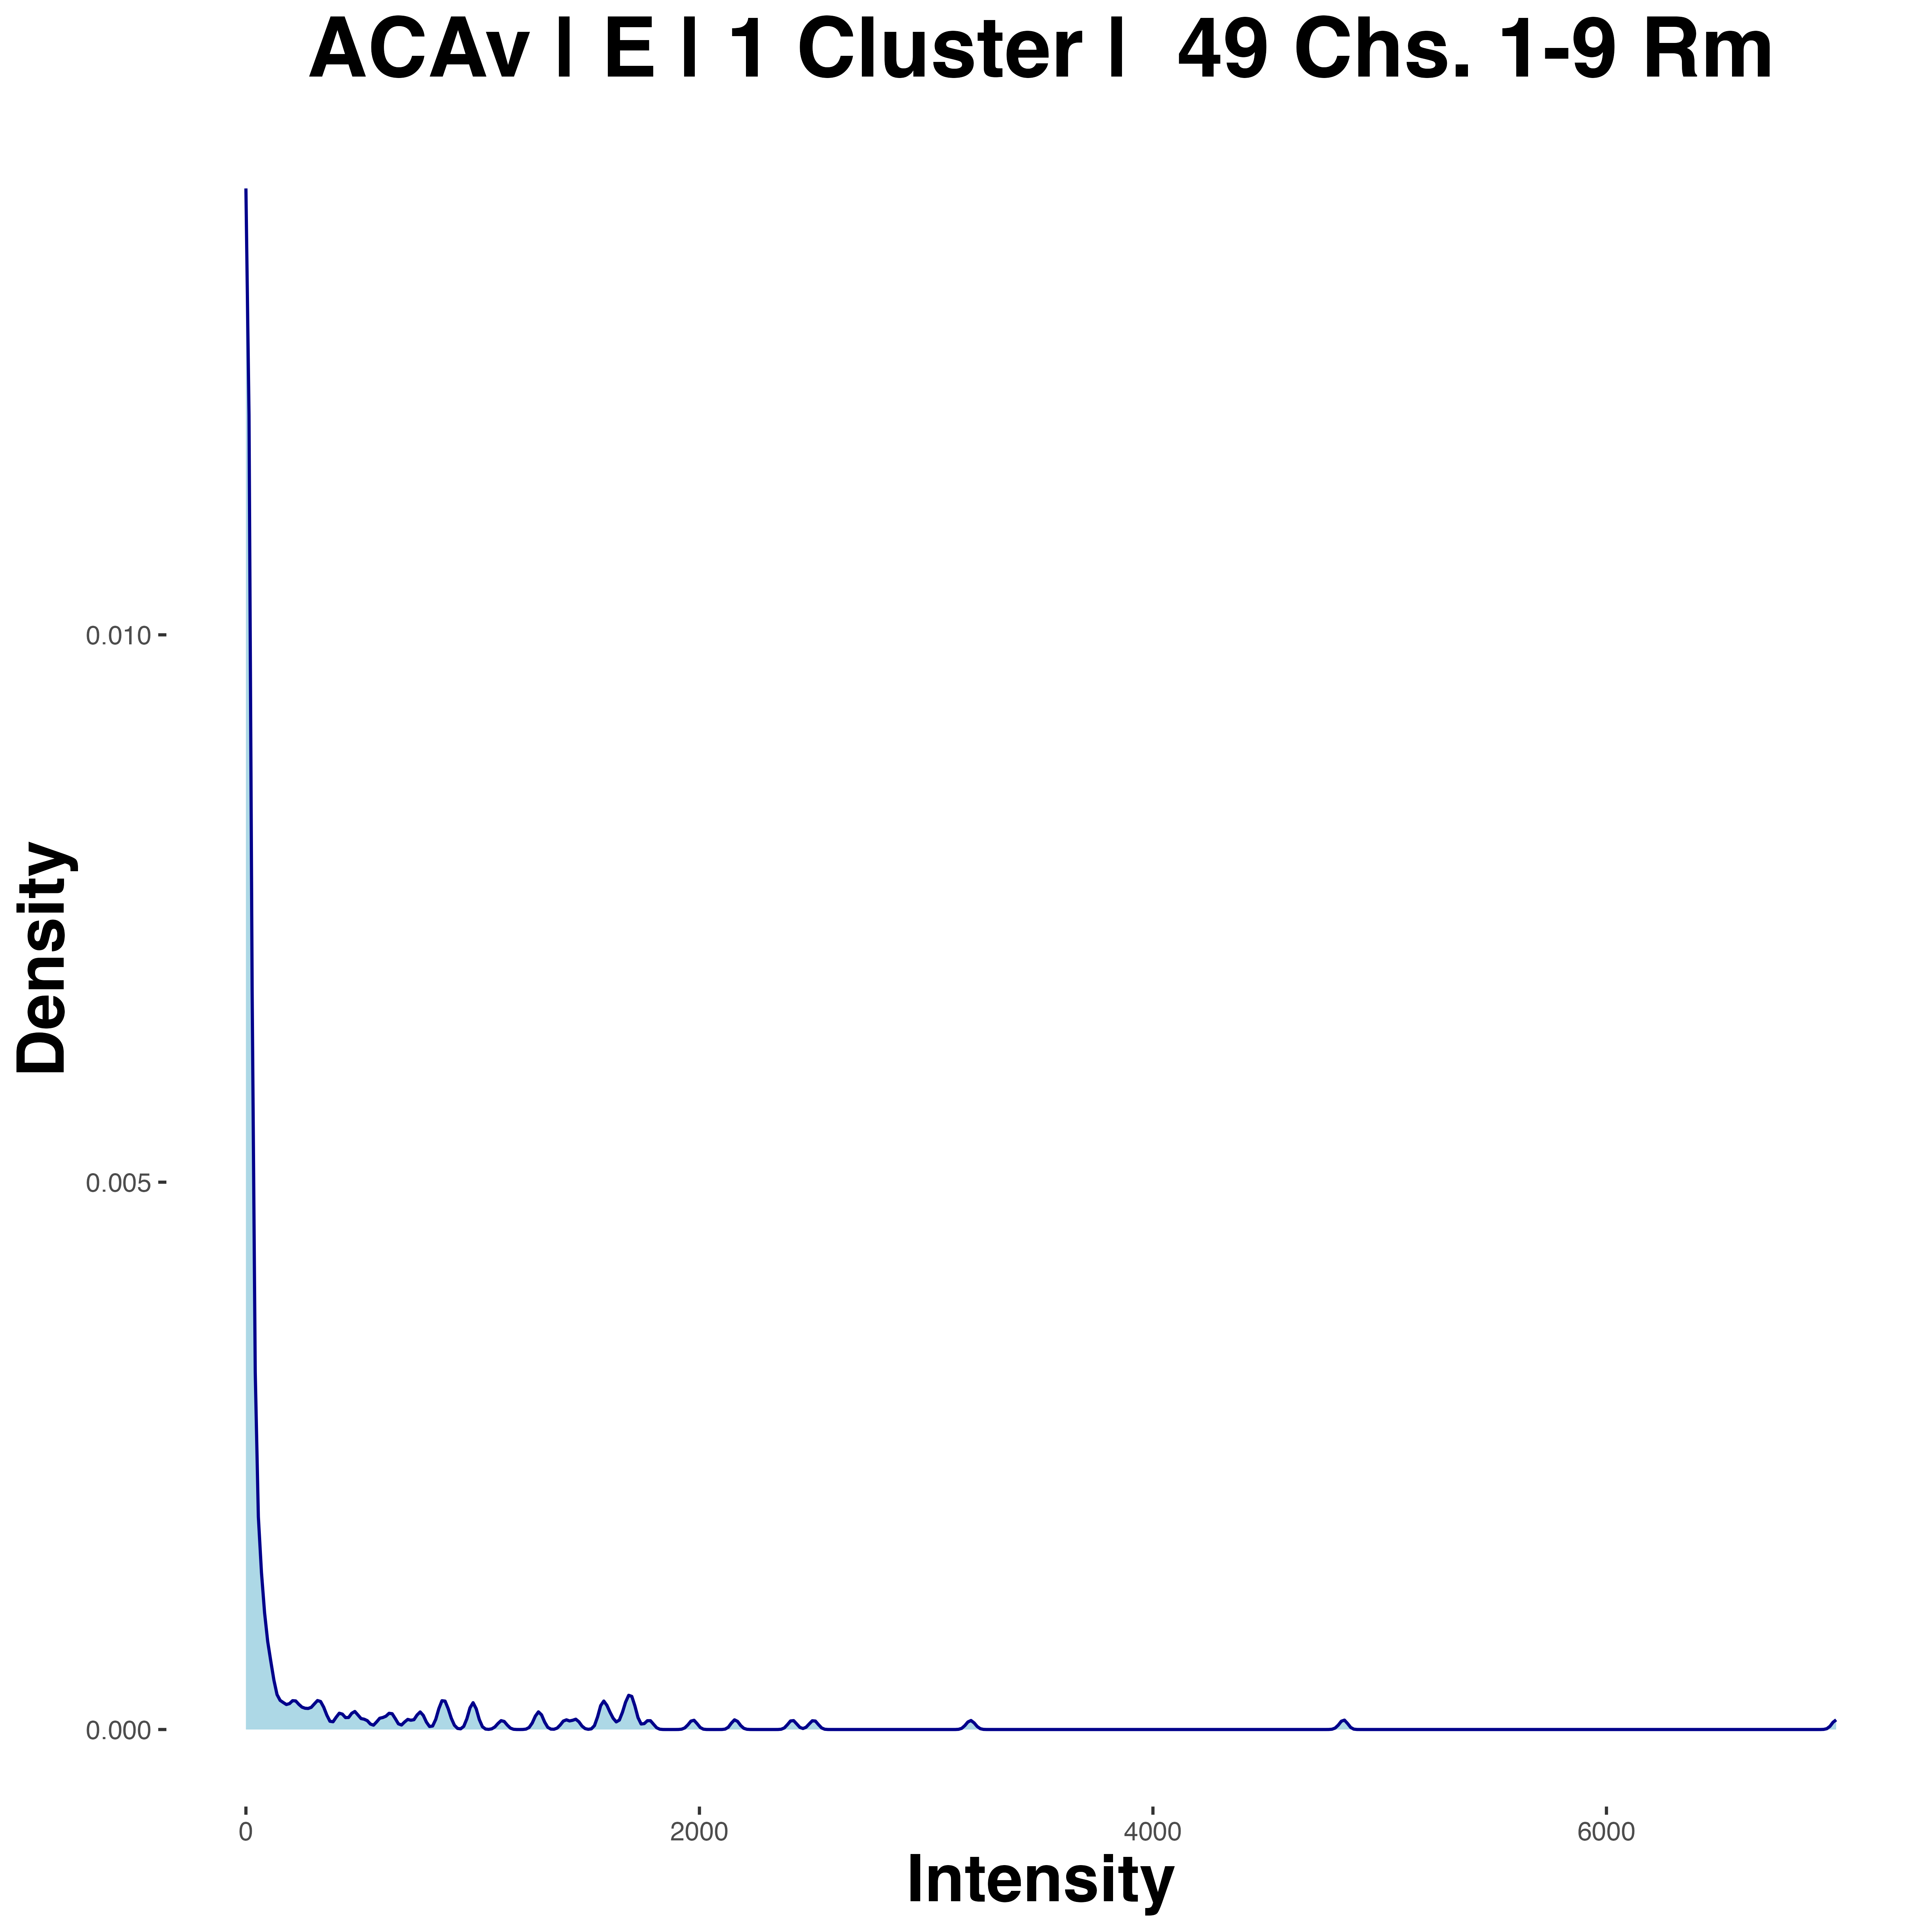 ACAv | E | 1 Cluster |  49 Chs. 1-9 Rm
0.010
0.005
0.000
Density
0 2000 4000 6000
Intensity